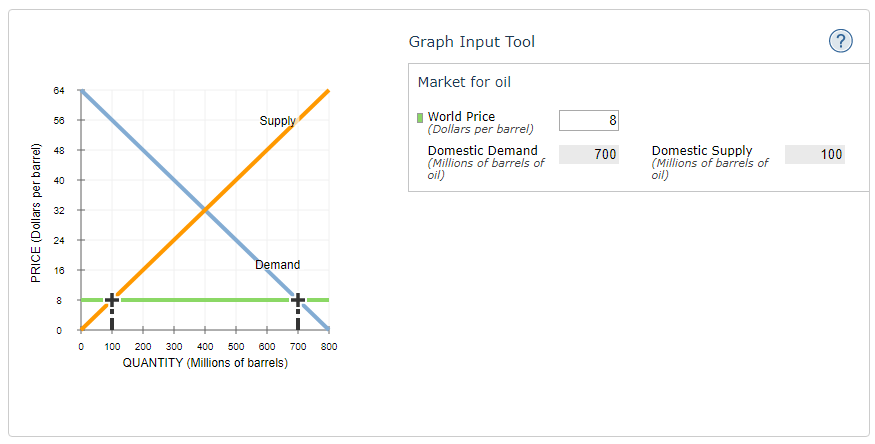 Graph Input Tool
?
Market for oil
World Price
(Dollars per barrel)
8
Domestic Demand
(Millions of barrels of
oil)
700
Domestic Supply
(Millions of barrels of
oil)
100
PRICE (Dollars per barrel)
64
56
48
40
32
24
16
8
0
Supply
Demand
0 100 200 300 400 500 600 700 800
QUANTITY (Millions of barrels)